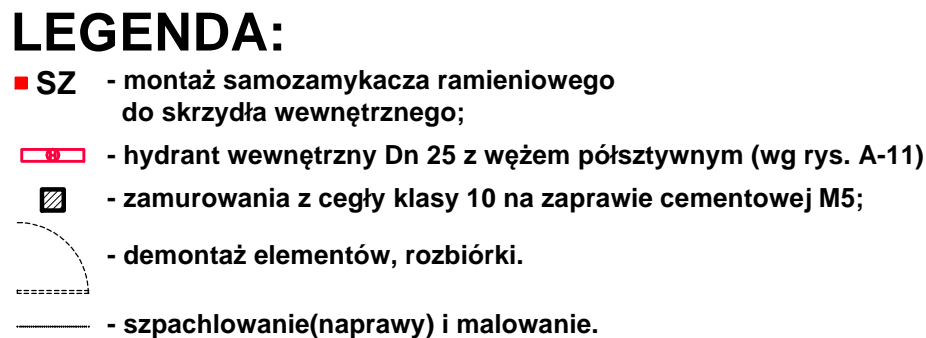 LEGENDA:
SZ - montaż samozamykacza ramieniowego
do skrzydła wewnętrznego;
- hydrant wewnętrzny Dn 25 z wężem półsztywnym (wg rys. A-11)
- zamurowania z cegły klasy 10 na zaprawie cementowej M5;
- demontaż elementów, rozbiórki.
- szpachlowanie(naprawy) i malowanie.